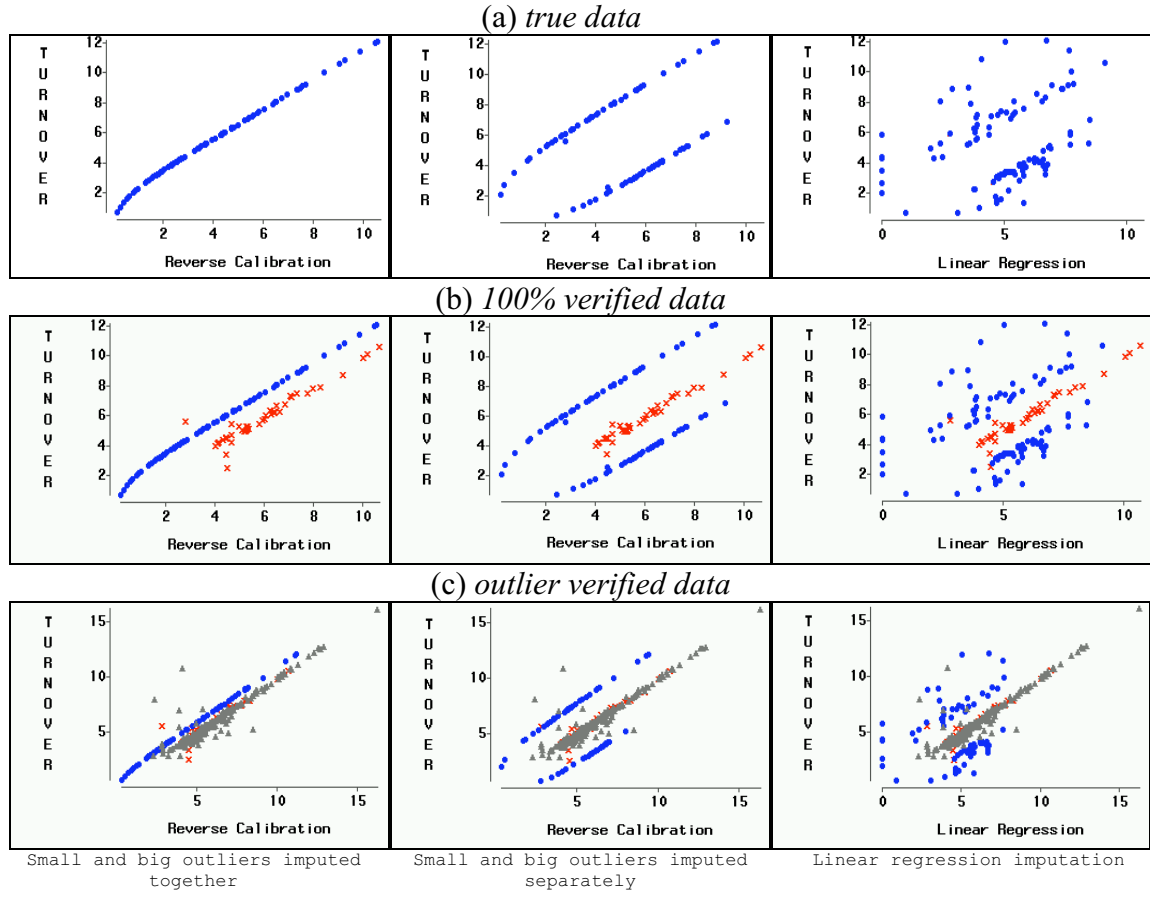 (a) true data
TURNOVER
12
10
8
6
4
2
2 4 6 8 10
Reverse Calibration
TURNOVER
12
10
8
6
4
2
2 4 6 8 10
Reverse Calibration
TURNOVER
12
10
8
6
4
2
0 5 10
Linear Regression
(b) 100% verified data
TURNOVER
12
10
8
6
4
2
2 4 6 8 10
Reverse Calibration
TURNOVER
12
10
8
6
4
2
2 4 6 8 10
Reverse Calibration
TURNOVER
12
10
8
6
4
2
0 5 10
Linear Regression
(c) outlier verified data
TURNOVER
15
10
5
5 10 15
Reverse Calibration
TURNOVER
15
10
5
5 10 15
Reverse Calibration
TURNOVER
15
10
5
0 5 10 15
Linear Regression
Small and big outliers imputed
together
Small and big outliers imputed
separately
Linear regression imputation